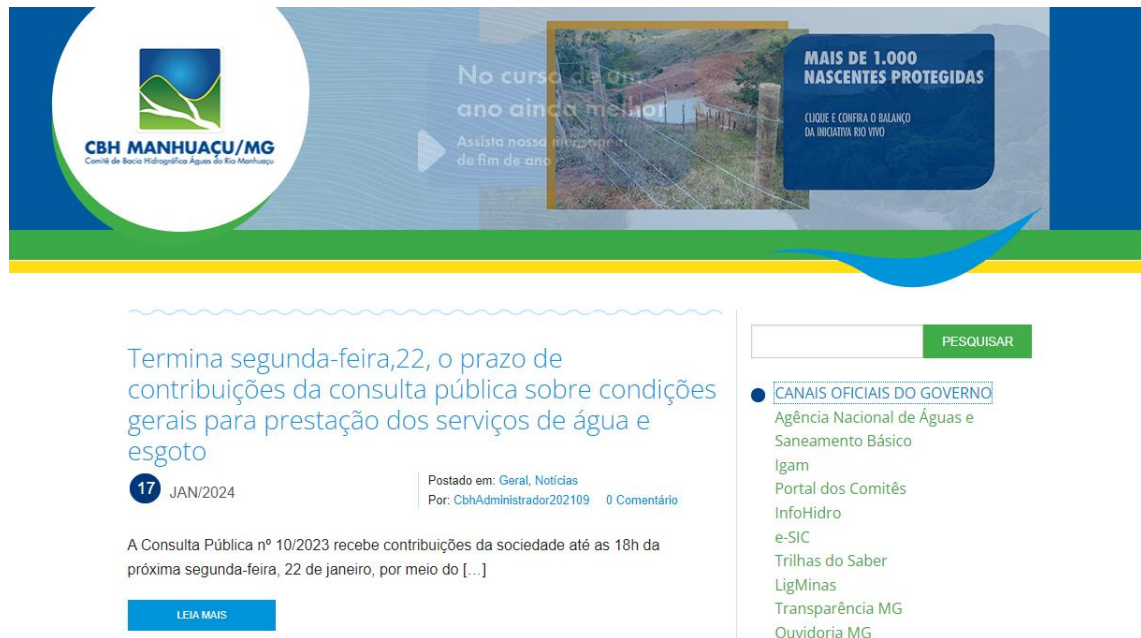 No curso de um
ano ainda melhor
Assista nossa mensagem
de fim de ano
MAIS DE 1.000
NASCENTES PROTEGIDAS
CLIQUE E CONFIRA O BALANÇO
DA INICIATIVA RIO VIVO
CBH MANHUAÇU/MG
Comitê de Bacia Hidrográfica Águas do Rio Manhuaçu
Termina segunda-feira,22, o prazo de
contribuições da consulta pública sobre condições
gerais para prestação dos serviços de água e
esgoto
17 JAN/2024
Postado em: Geral, Notícias
Por: CbhAdministrador202109 0 Comentário
A Consulta Pública nº 10/2023 recebe contribuições da sociedade até as 18h da
próxima segunda-feira, 22 de janeiro, por meio do […]
LEIA MAIS
PESQUISAR
CANAIS OFICIAIS DO GOVERNO
Agência Nacional de Águas e
Saneamento Básico
Igam
Portal dos Comitês
InfoHidro
e-SIC
Trilhas do Saber
LigMinas
Transparência MG
Ouvidoria MG